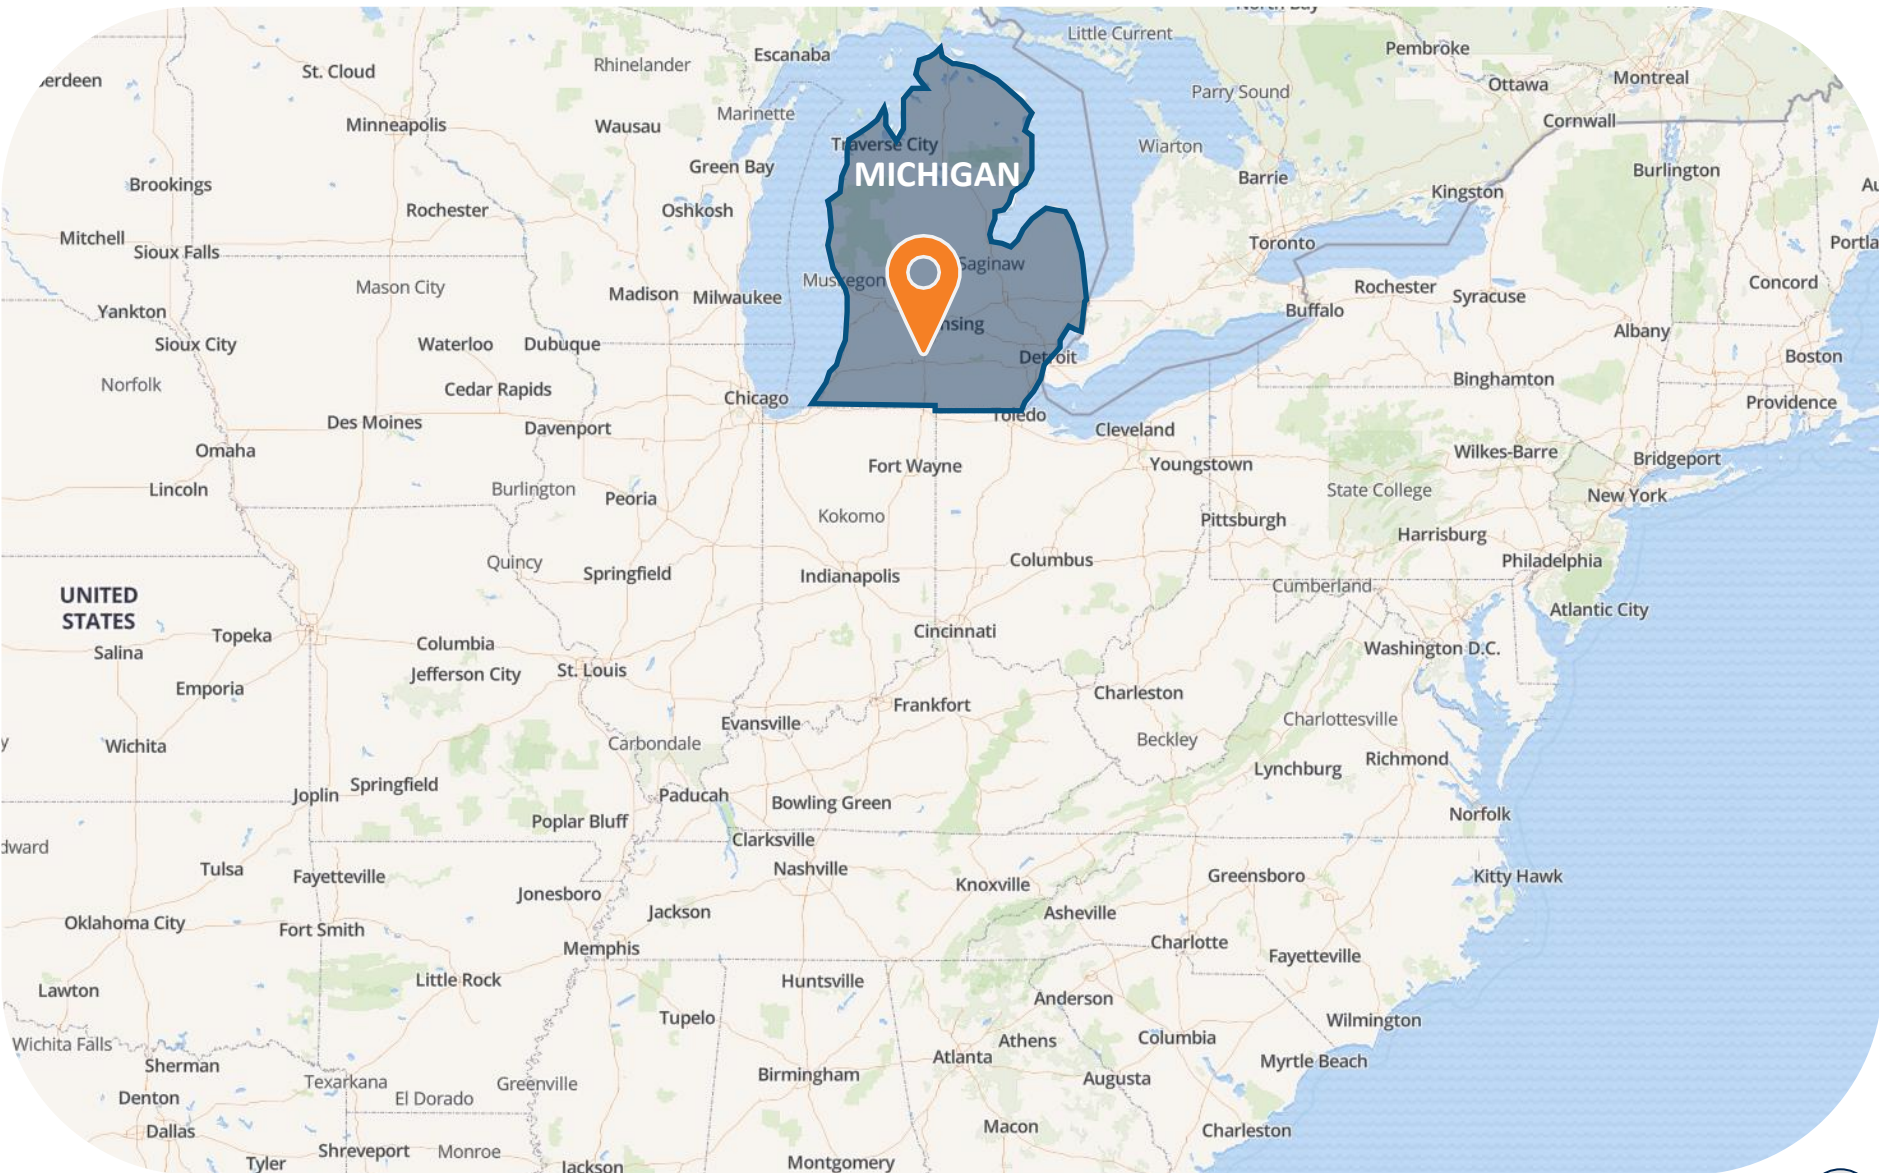 North Bay
Little Current
Escanaba
Pembroke
Rhinelander
St. Cloud
Montreal
erdeen
Ottawa
Parry Sound
Marinette
Cornwall
Minneapolis
Wausau
Traverse City
Wiarton
Green Bay
Burlington
MICHIGAN
Barrie
Brookings
Au
Kingston
Rochester
Oshkosh
Mitchell
Toronto
Portla
Sioux Falls
Saginaw
Muskegon
Concord
Mason City
Rochester
Madison
Milwaukee
Syracuse
Yankton
Buffalo
nsing
Albany
Sioux City
Waterloo
Dubuque
Detroit
Boston
Binghamton
Norfolk
Cedar Rapids
Chicago
Providence
Toledo
Des Moines
Davenport
Cleveland
Omaha
Wilkes-Barre
Bridgeport
Fort Wayne
Youngstown
Lincoln
Burlington
State College
New York
Peoria
Kokomo
Pittsburgh
Harrisburg
Columbus
Philadelphia
Quincy
Springfield
Indianapolis
Cumberland
UNITED
STATES
Atlantic City
Cincinnati
Topeka
Columbia
Washington D.C.
Salina
St. Louis
Jefferson City
Emporia
Charleston
Frankfort
Evansville
Charlottesville
Beckley
y
Wichita
Carbondale
Richmond
Lynchburg
Springfield
Joplin
Paducah
Bowling Green
Norfolk
Poplar Bluff
Clarksville
dward
Tulsa
Nashville
Fayetteville
Greensboro
Kitty Hawk
Knoxville
Jonesboro
Jackson
Asheville
Oklahoma City
Fort Smith
Charlotte
Memphis
Fayetteville
Little Rock
Huntsville
Lawton
Anderson
Tupelo
Wilmington
Columbia
Athens
Wichita Falls
Atlanta
Myrtle Beach
Sherman
Birmingham
Augusta
Texarkana
Greenville
Denton
El Dorado
Macon
Charleston
Dallas
Shreveport
Monroe
Tyler
Montgomery
Jackson